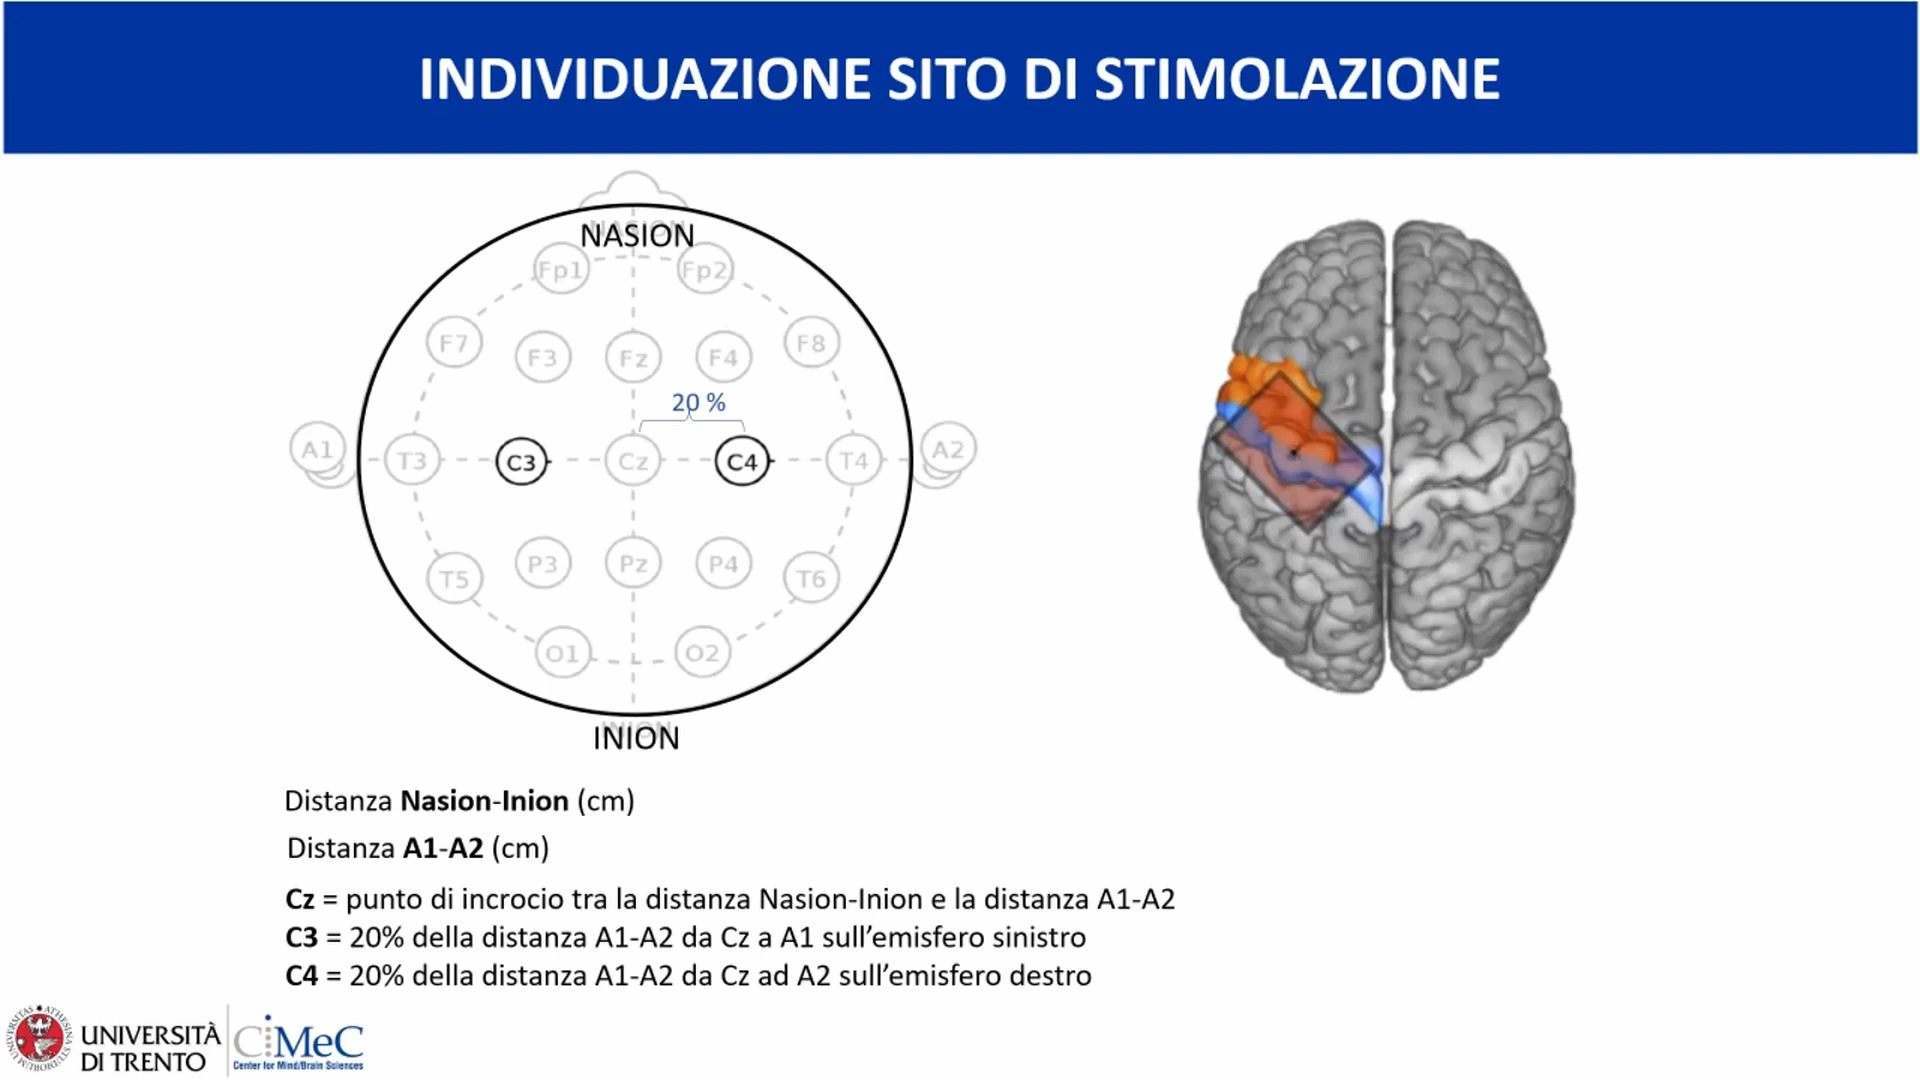 INDIVIDUAZIONE SITO DI STIMOLAZIONE
NASION
Fp1 Fp2
F7 F3 Fz F4 F8
20 %
A1 T3 C3 Cz C4 T4 A2
T5 P3 Pz P4 T6
O1 O2
INION
Distanza Nasion-Inion (cm)
Distanza A1-A2 (cm)
Cz = punto di incrocio tra la distanza Nasion-Inion e la distanza A1-A2
C3 = 20% della distanza A1-A2 da Cz a A1 sull'emisfero sinistro
C4 = 20% della distanza A1-A2 da Cz ad A2 sull'emisfero destro
UNIVERSITÀ
DI TRENTO
CiMeC
Center for Mind/Brain Sciences